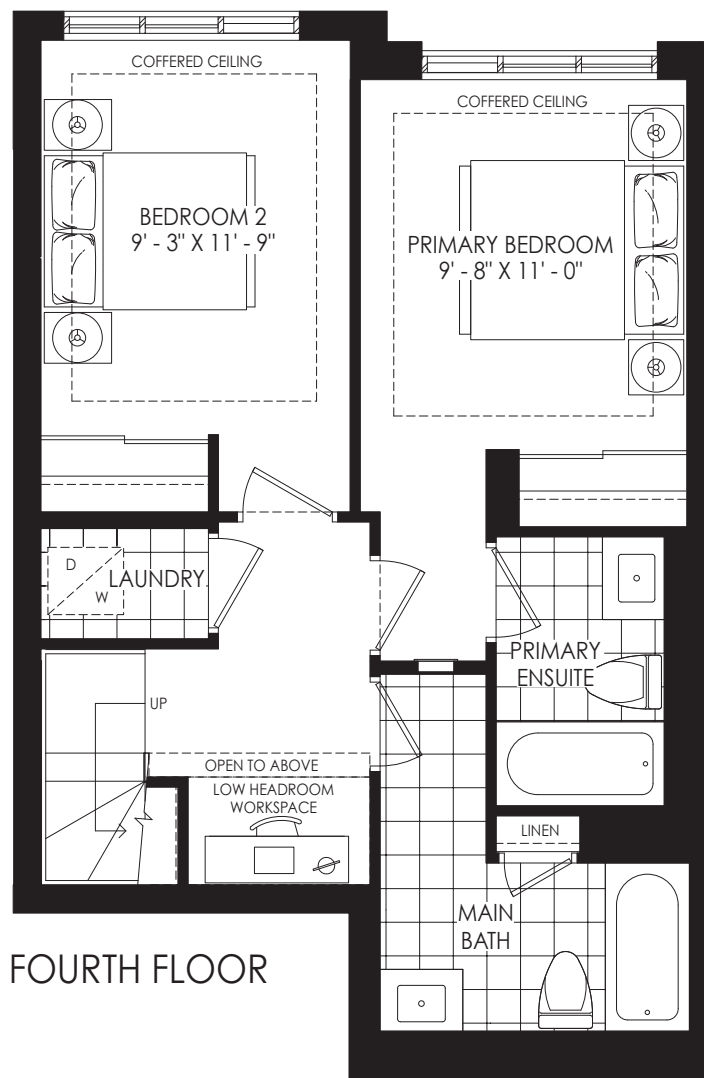 COFFERED CEILING
COFFERED CEILING
BEDROOM 2
9' - 3" X 11' - 9"
PRIMARY BEDROOM
9' - 8" X 11' - 0"
D
W
LAUNDRY
PRIMARY
ENSUITE
UP
OPEN TO ABOVE
LOW HEADROOM
WORKSPACE
LINEN
MAIN
BATH
FOURTH FLOOR